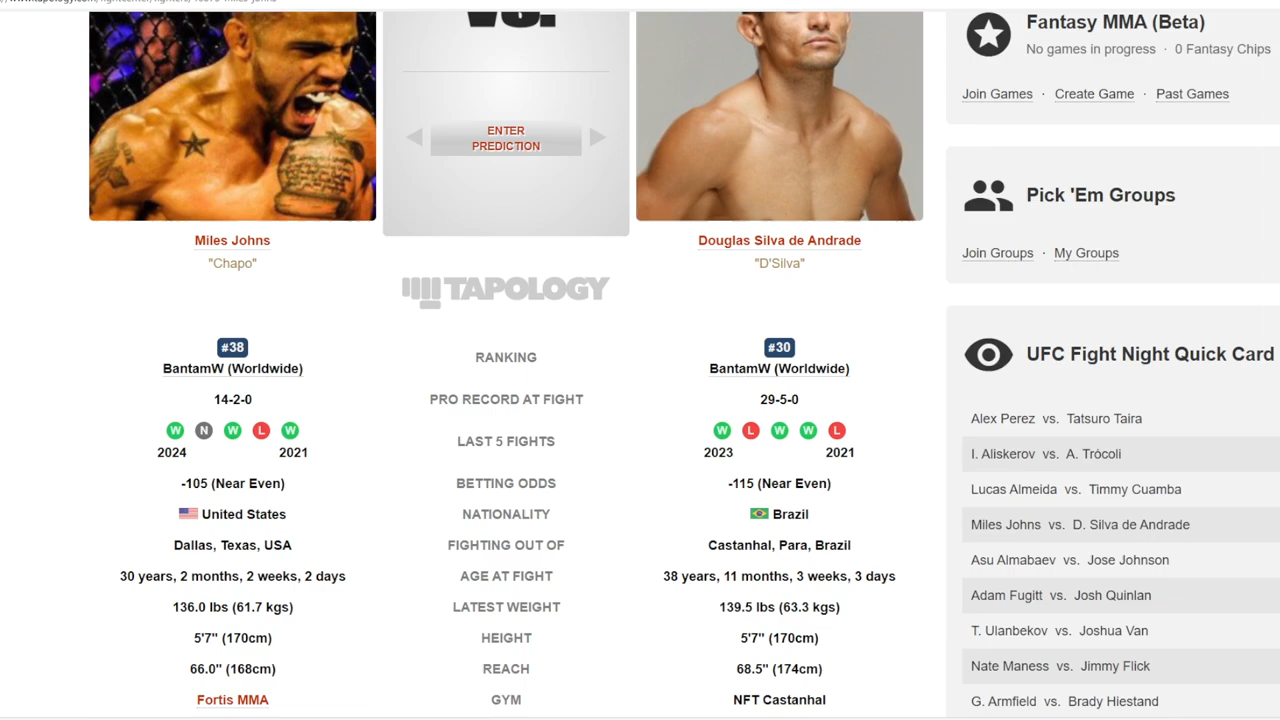 VS.
ENTER
PREDICTION
Miles Johns
"Chapo"
Douglas Silva de Andrade
"D'Silva"
TAPOLOGY
#38
BantamW (Worldwide)
RANKING
#30
BantamW (Worldwide)
14-2-0
PRO RECORD AT FIGHT
29-5-0
W N W L W
2024 2021
LAST 5 FIGHTS
W L W W L
2023 2021
-105 (Near Even)
BETTING ODDS
-115 (Near Even)
United States
NATIONALITY
Brazil
Dallas, Texas, USA
FIGHTING OUT OF
Castanhal, Para, Brazil
30 years, 2 months, 2 weeks, 2 days
AGE AT FIGHT
38 years, 11 months, 3 weeks, 3 days
136.0 lbs (61.7 kgs)
LATEST WEIGHT
139.5 lbs (63.3 kgs)
5'7" (170cm)
HEIGHT
5'7" (170cm)
66.0" (168cm)
REACH
68.5" (174cm)
Fortis MMA
GYM
NFT Castanhal
Fantasy MMA (Beta)
No games in progress · 0 Fantasy Chips
Join Games · Create Game · Past Games
Pick 'Em Groups
Join Groups · My Groups
UFC Fight Night Quick Card
Alex Perez vs. Tatsuro Taira
I. Aliskerov vs. A. Trócoli
Lucas Almeida vs. Timmy Cuamba
Miles Johns vs. D. Silva de Andrade
Asu Almabaev vs. Jose Johnson
Adam Fugitt vs. Josh Quinlan
T. Ulanbekov vs. Joshua Van
Nate Maness vs. Jimmy Flick
G. Armfield vs. Brady Hiestand